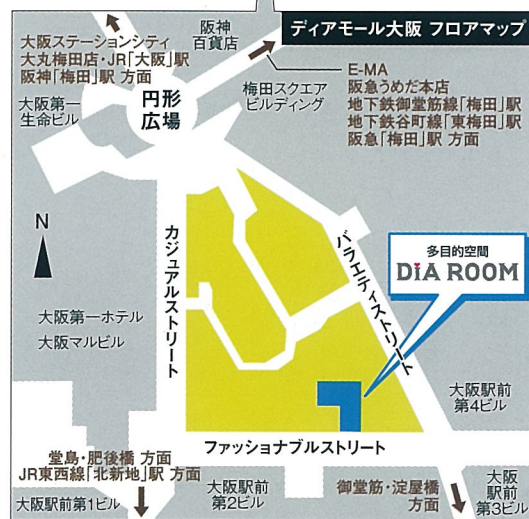 ディアモール大阪 フロアマップ
大阪ステーションシティ
大丸梅田店・JR「大阪」駅
阪神「梅田」駅 方面
阪神
百貨店
梅田スクエア
ビルディング
E-MA
阪急うめだ本店
地下鉄御堂筋線「梅田」駅
地下鉄谷町線「東梅田」駅
阪急「梅田」駅 方面
大阪第一
生命ビル
円形
広場
N
カジュアルストリート
バラエティストリート
多目的空間
DiA ROOM
大阪第一ホテル
大阪マルビル
大阪駅前
第4ビル
ファッショナブルストリート
堂島・肥後橋 方面
JR東西線「北新地」駅 方面
大阪駅前第1ビル
大阪駅前
第2ビル
御堂筋・淀屋橋
方面
大阪
駅前
第3ビル